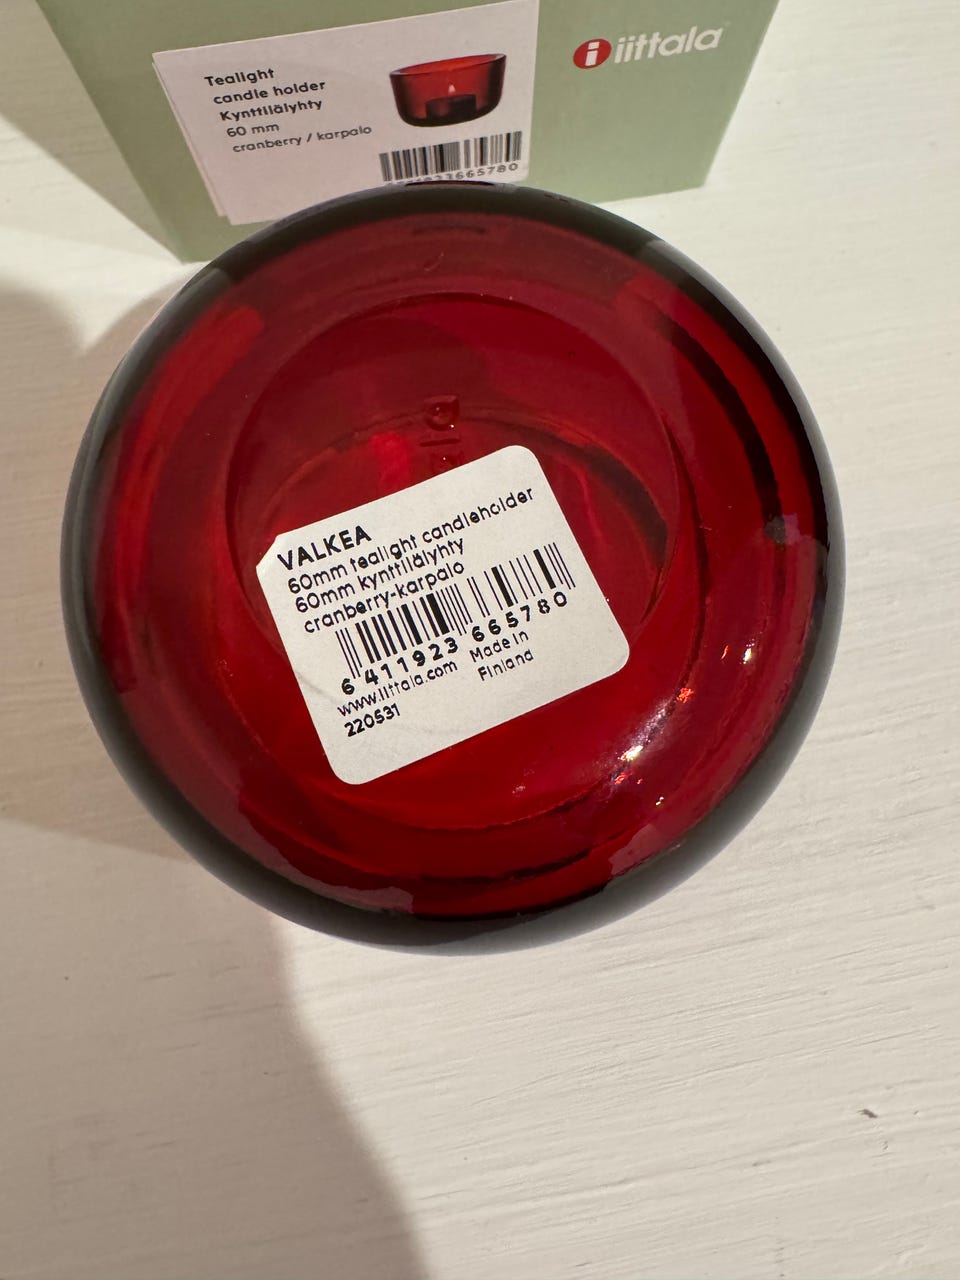 Tealight
candle holder
Kynttilälyhty
60 mm
cranberry / karpalo
iittala
VALKEA
60mm tealight candleholder
60mm kynttilälyhty
cranberry-karpalo
6 411923 665780
www.iittala.com Made in
Finland
220531